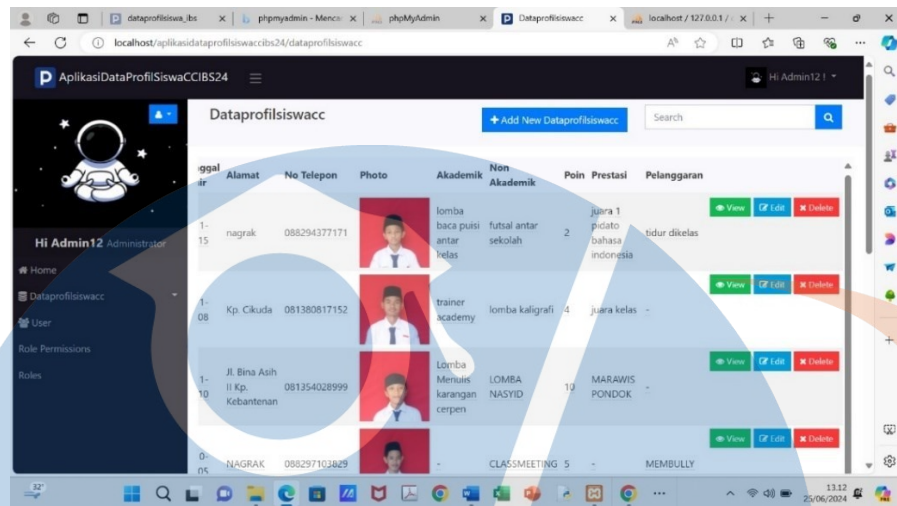 dataprofilsiswa_ibs
phpMyAdmin
Dataprofilsiswacc
localhost / 127.0.0.1 /
localhost/aplikasidataprofilsiswaccibs24/dataprofilsiswacc
AplikasiDataProfilSiswaCCIBS24
Hi Admin12 !
Dataprofilsiswacc
Add New Dataprofilsiswacc
Search
Alamat No Telepon Photo Akademik Non Akademik Poin Prestasi Pelanggaran
nagrak 088294377171 lomba baca puisi antar kelas futsal antar sekolah 2 juara 1 pidato bahasa indonesia tidur dikelas
View Edit Delete
Kp. Cikuda 081380817152 trainer academy lomba kaligrafi 4 juara kelas -
View Edit Delete
Jl. Bina Asih II Kp. Kebantenan 081354028999 Lomba Menulis karangan cerpen LOMBA NASYID 10 MARAWIS PONDOK -
View Edit Delete
NAGRAK 088297103829 - CLASSMEETING 5 - MEMBULLY
View Edit Delete
Hi Admin12 Administrator
Home
Dataprofilsiswacc
User
Role Permissions
Roles
32°
13.12
25/06/2024